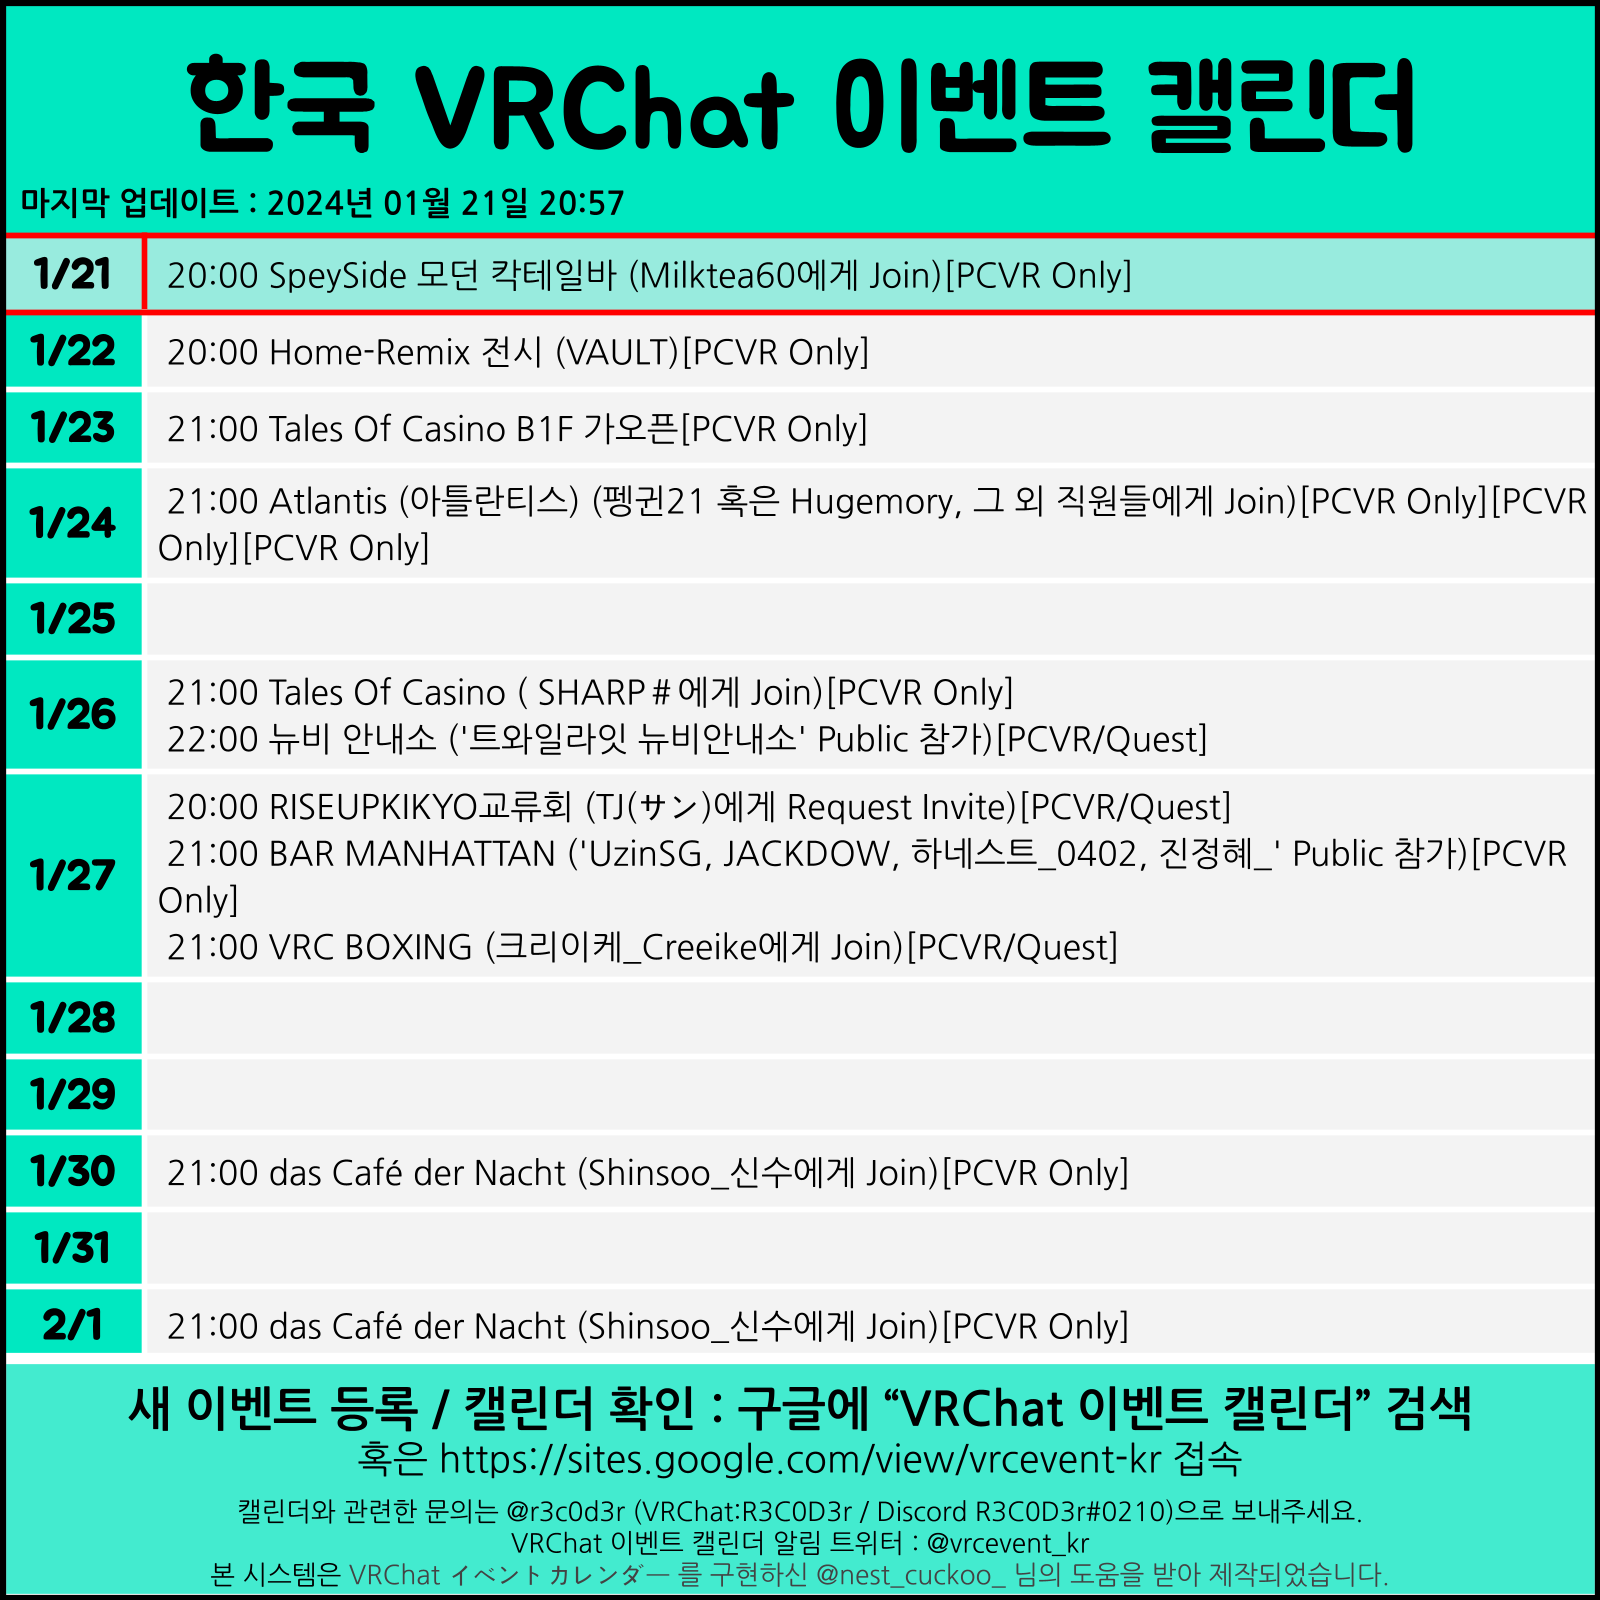 한국 VRChat 이벤트 캘린더
마지막 업데이트 : 2024년 01월 21일 20:57
1/21
20:00 SpeySide 모던 칵테일바 (Milktea60에게 Join)[PCVR Only]
1/22
20:00 Home-Remix 전시 (VAULT)[PCVR Only]
1/23
21:00 Tales Of Casino B1F 가오픈[PCVR Only]
1/24
21:00 Atlantis (아틀란티스) (펭귄21 혹은 Hugemory, 그 외 직원들에게 Join)[PCVR Only][PCVR
Only][PCVR Only]
1/25
1/26
21:00 Tales Of Casino ( SHARP#에게 Join)[PCVR Only]
22:00 뉴비 안내소 ('트와일라잇 뉴비안내소' Public 참가)[PCVR/Quest]
1/27
20:00 RISEUPKIKYO교류회 (TJ(サン)에게 Request Invite)[PCVR/Quest]
21:00 BAR MANHATTAN ('UzinSG, JACKDOW, 하네스트_0402, 진정혜_' Public 참가)[PCVR
Only]
21:00 VRC BOXING (크리이케_Creeike에게 Join)[PCVR/Quest]
1/28
1/29
1/30
21:00 das Café der Nacht (Shinsoo_신수에게 Join)[PCVR Only]
1/31
2/1
21:00 das Café der Nacht (Shinsoo_신수에게 Join)[PCVR Only]
새 이벤트 등록 / 캘린더 확인 : 구글에 “VRChat 이벤트 캘린더” 검색
혹은 https://sites.google.com/view/vrcevent-kr 접속
캘린더와 관련한 문의는 @r3c0d3r (VRChat:R3C0D3r / Discord R3C0D3r#0210)으로 보내주세요.
VRChat 이벤트 캘린더 알림 트위터 : @vrcevent_kr
본 시스템은 VRChat イベントカレンダー 를 구현하신 @nest_cuckoo_ 님의 도움을 받아 제작되었습니다.